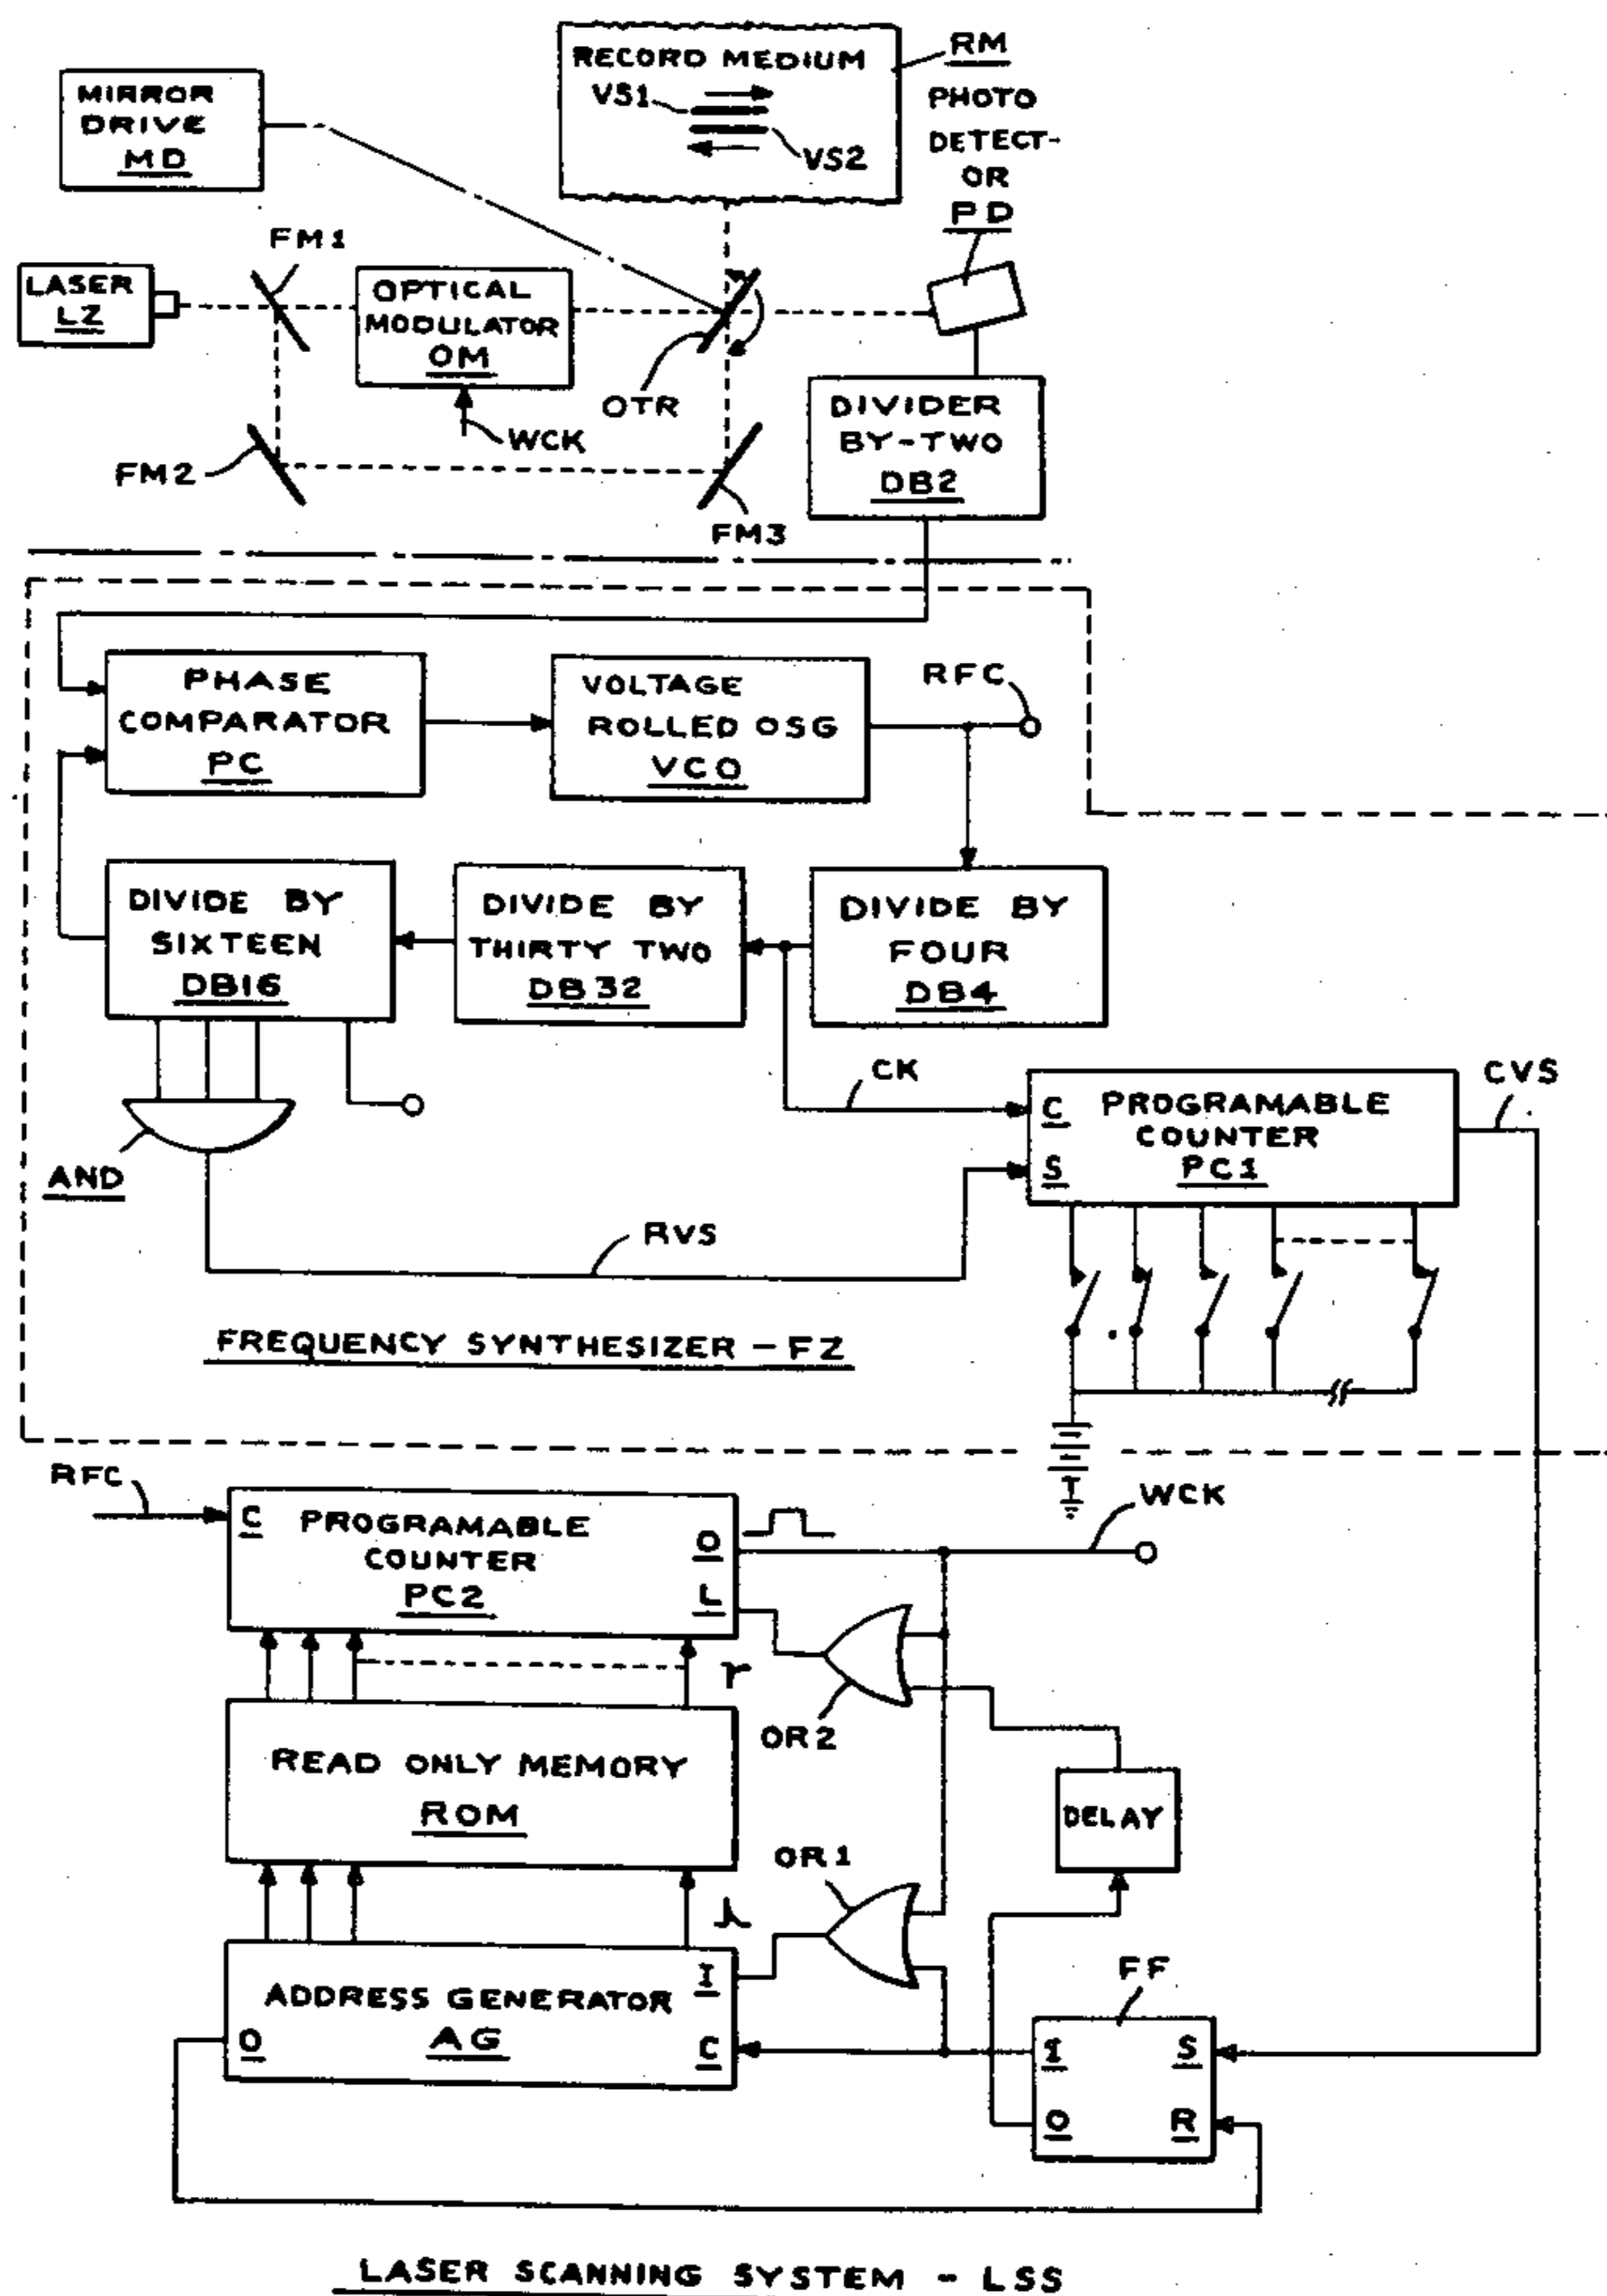 RECORD MEDIUM
RM
VS1
VS2
MIRROR
DRIVE
MD
PHOTO
DETECT-
OR
PD
FM1
LASER
LZ
OPTICAL
MODULATOR
OM
OTR
WCK
FM2
FM3
DIVIDER
BY-TWO
DB2
PHASE
COMPARATOR
PC
VOLTAGE
ROLLED OSG
VCO
RFC
DIVIDE BY
SIXTEEN
DB16
DIVIDE BY
THIRTY TWO
DB32
DIVIDE BY
FOUR
DB4
CK
C
S
PROGRAMABLE
COUNTER
PC1
CVS
AND
RVS
FREQUENCY SYNTHESIZER - FZ
RFC
C
PROGRAMABLE
COUNTER
PC2
O
L
WCK
OR2
READ ONLY MEMORY
ROM
DELAY
OR1
ADDRESS GENERATOR
AG
O
I
C
FF
I
S
O
R
LASER SCANNING SYSTEM - LSS